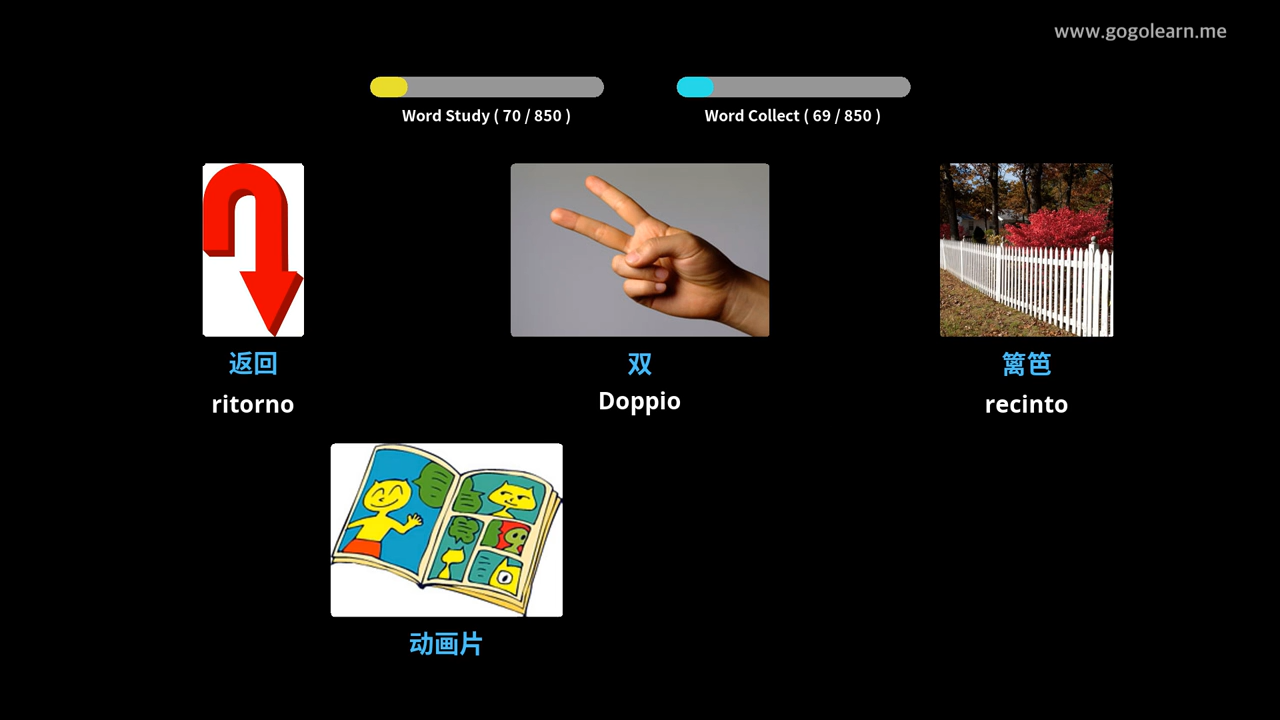 www.gogolearn.me
Word Study ( 70 / 850 )
Word Collect ( 69 / 850 )
返回
双
篱笆
ritorno
Doppio
recinto
动画片